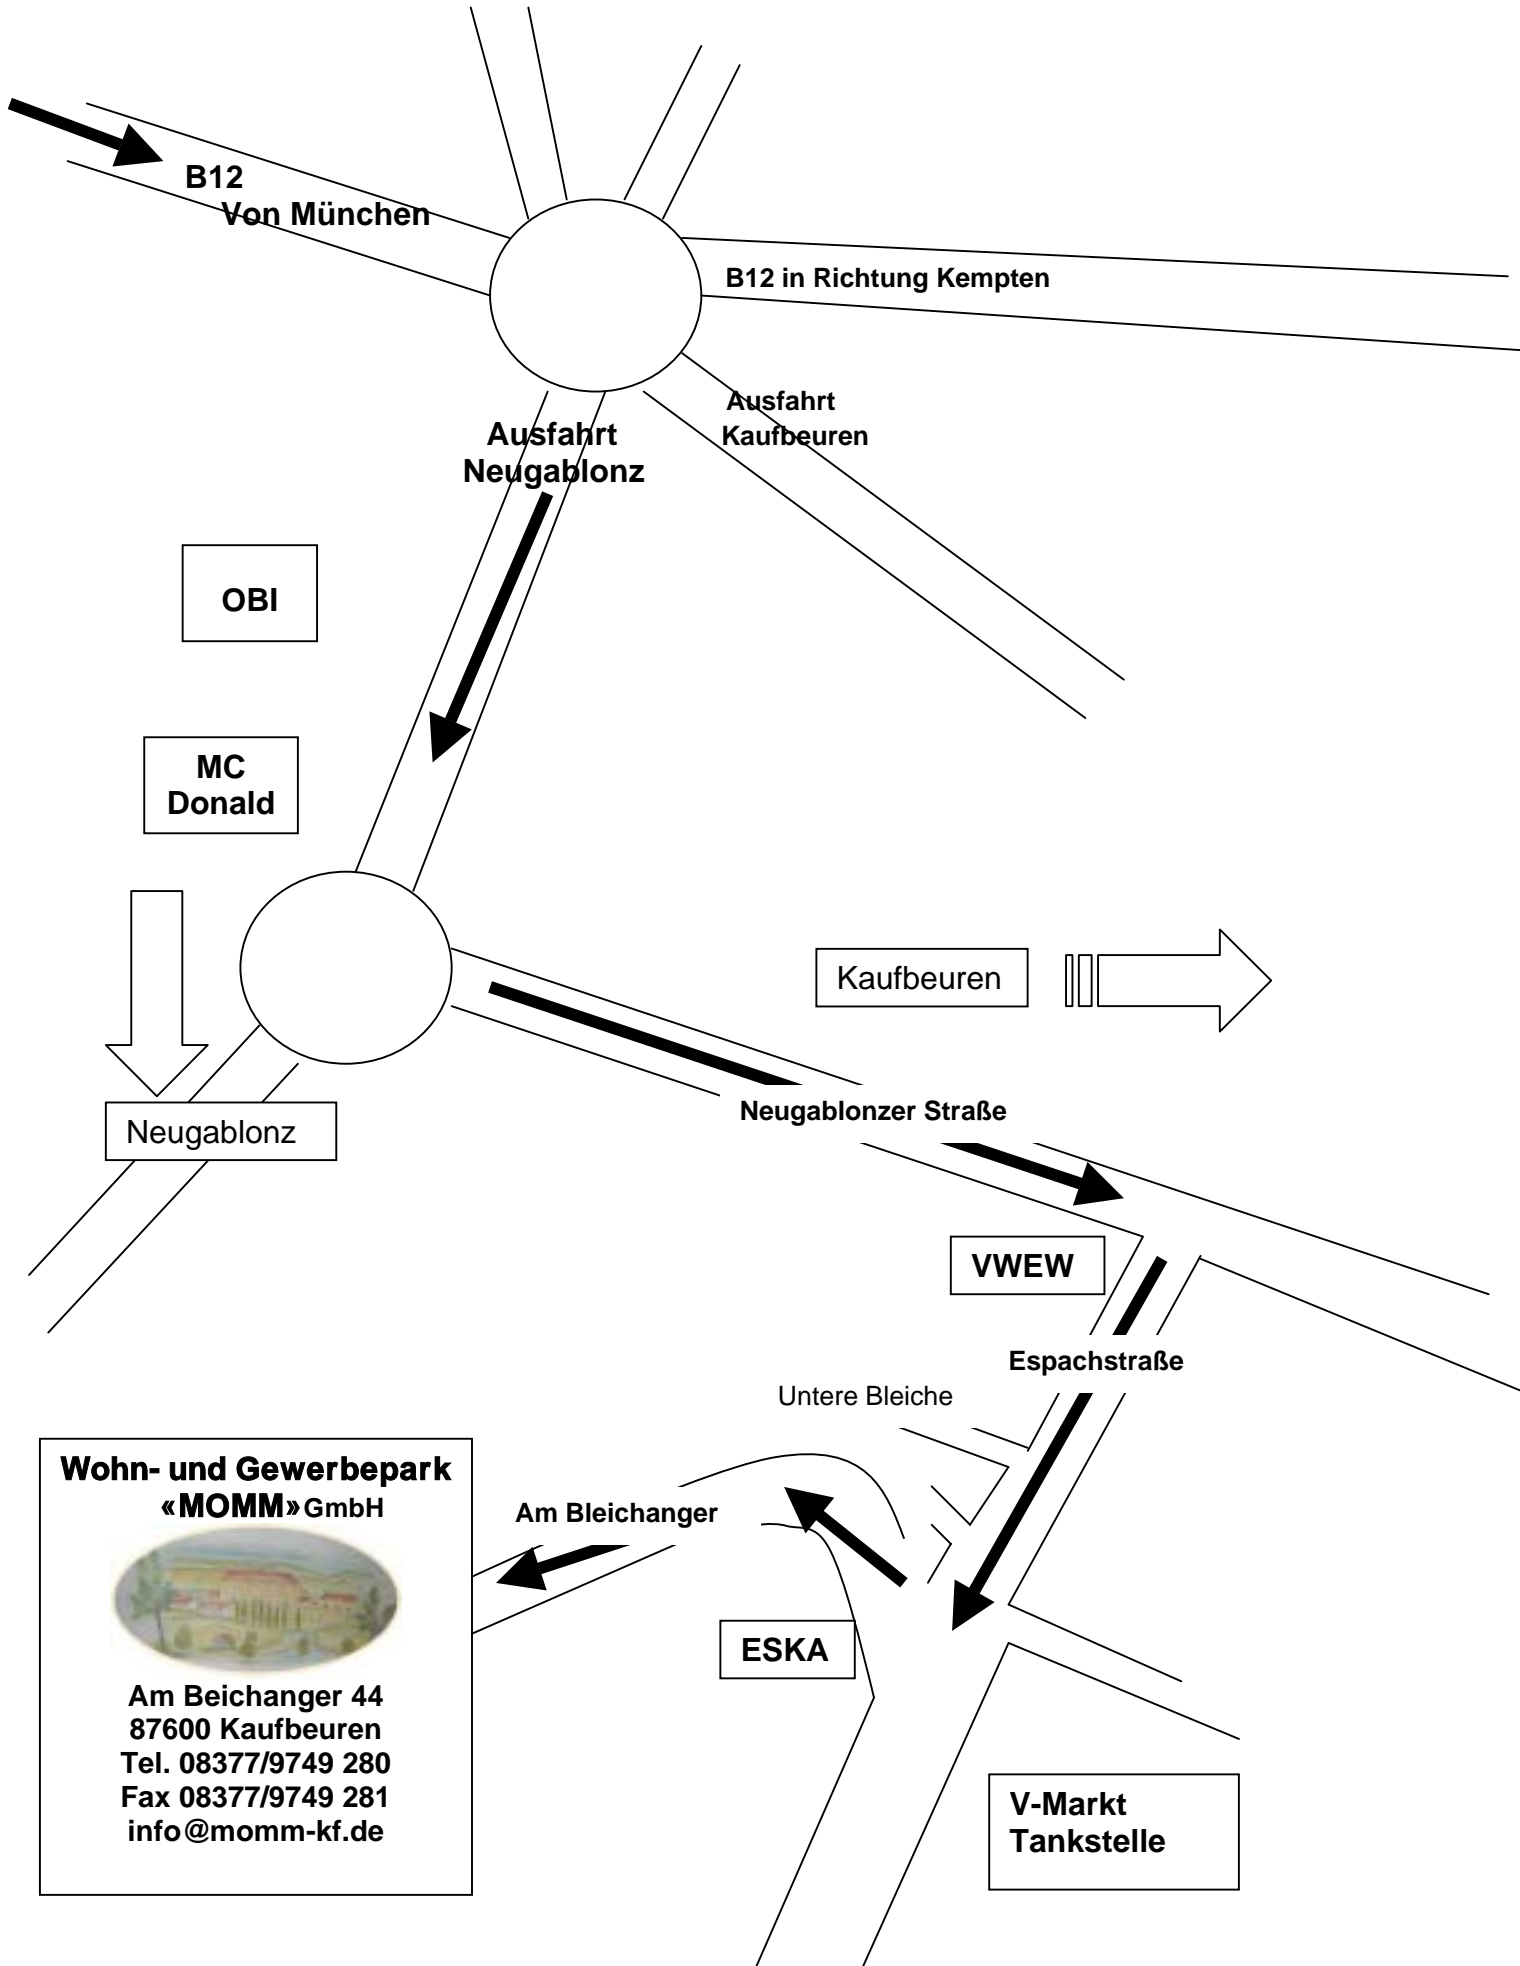 B12
Von München
B12 in Richtung Kempten
Ausfahrt
Kaufbeuren
Ausfahrt
Neugablonz
OBI
MC
Donald
Kaufbeuren
Neugablonz
Neugablonzer Straße
VWEW
Espachstraße
Untere Bleiche
Am Bleichanger
ESKA
Wohn- und Gewerbepark
«MOMM» GmbH
Am Beichanger 44
87600 Kaufbeuren
Tel. 08377/9749 280
Fax 08377/9749 281
info@momm-kf.de
V-Markt
Tankstelle